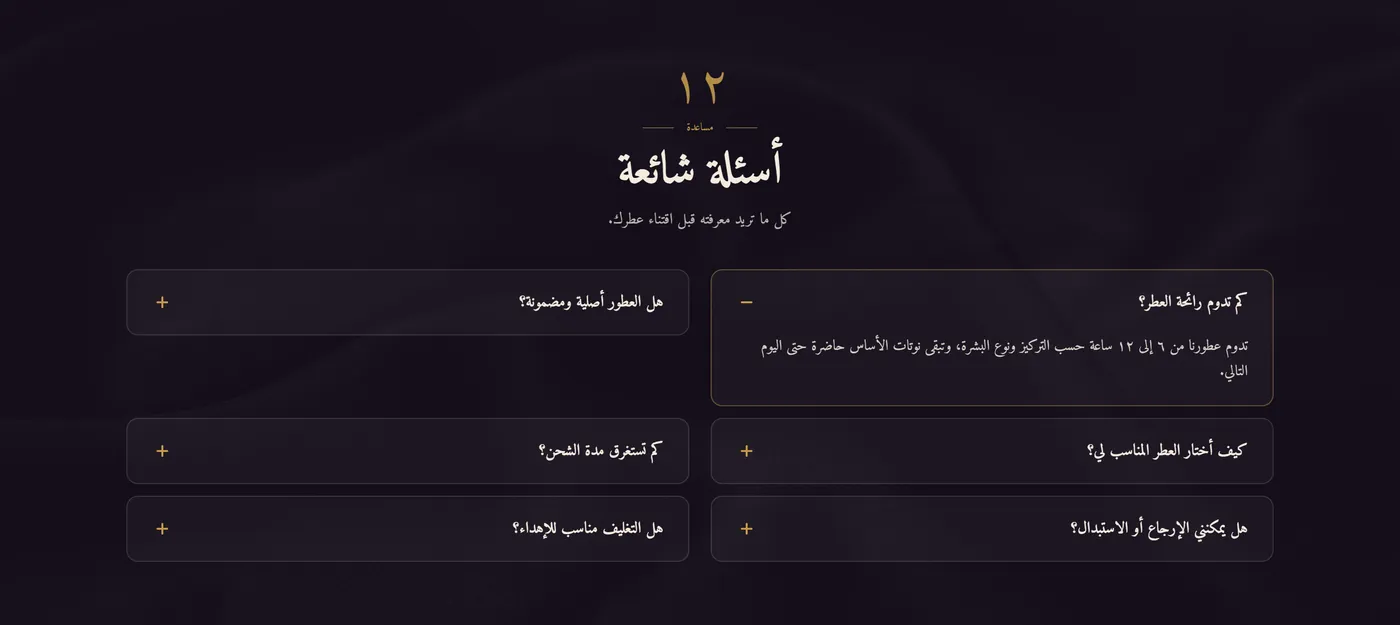 ١٢
مساعدة
أسئلة شائعة
كل ما تريد معرفته قبل اقتناء عطرك.
كم تدوم رائحة العطر؟
تدوم عطورنا من ٦ إلى ١٢ ساعة حسب التركيز ونوع البشرة، وتبقى نوتات الأساس حاضرة حتى اليوم
التالي.
هل العطور أصلية ومضمونة؟
كيف أختار العطر المناسب لي؟
كم تستغرق مدة الشحن؟
هل يمكنني الإرجاع أو الاستبدال؟
هل التغليف مناسب للإهداء؟